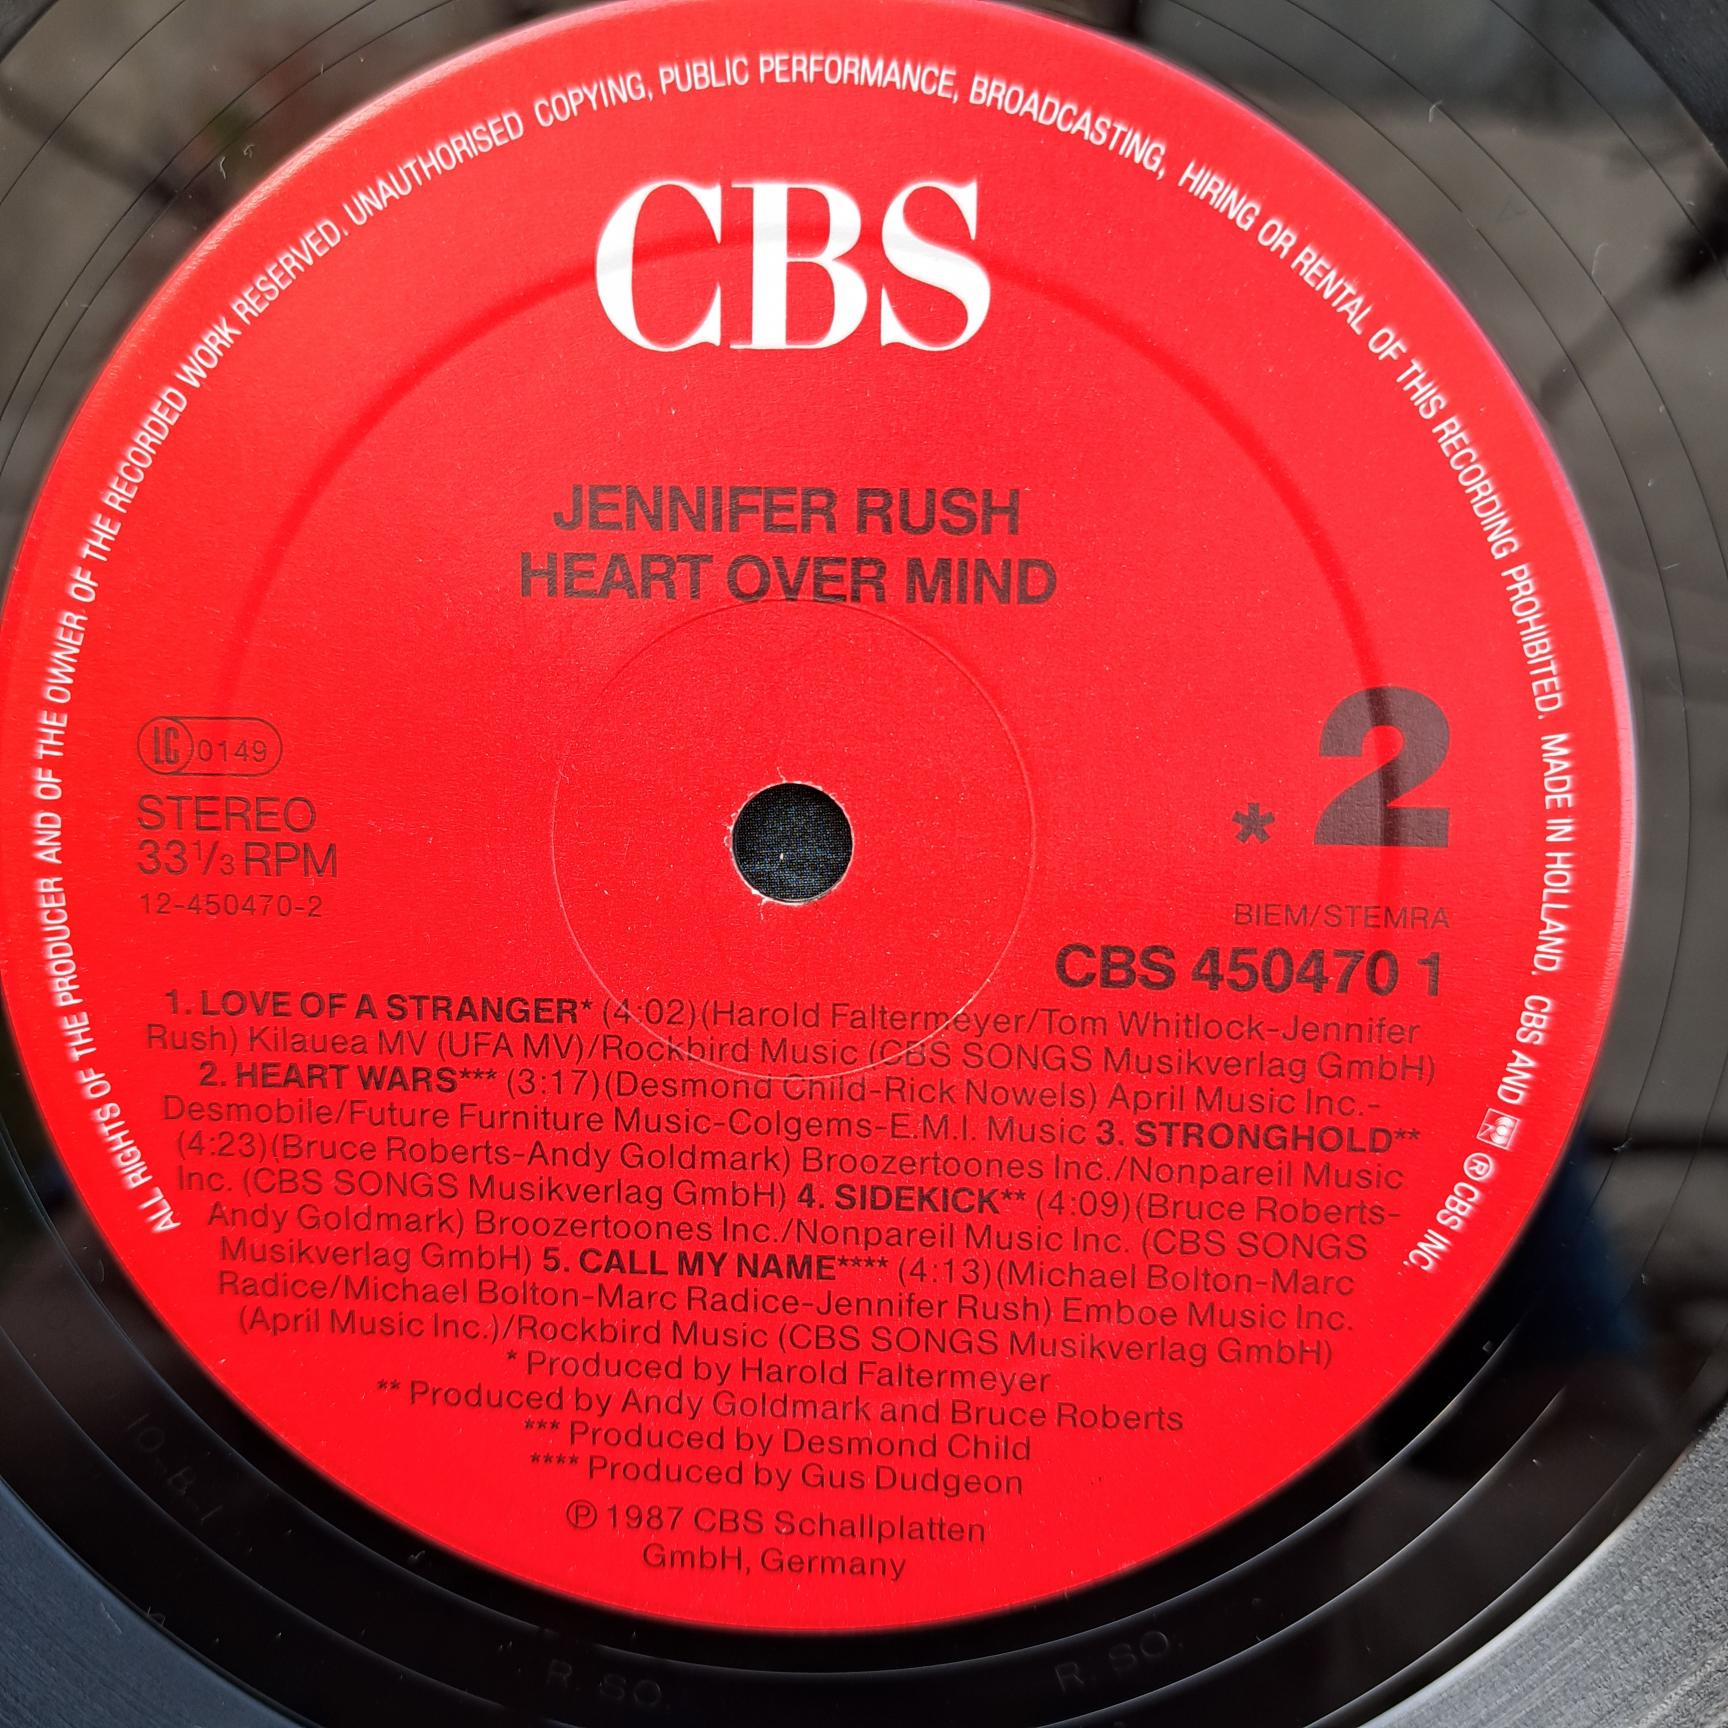 ALL RIGHTS OF THE PRODUCER AND OF THE OWNER OF THE RECORDED WORK RESERVED. UNAUTHORISED COPYING, PUBLIC PERFORMANCE, BROADCASTING, HIRING OR RENTAL OF THIS RECORDING PROHIBITED. MADE IN HOLLAND. CBS AND ® CBS INC.
CBS
JENNIFER RUSH
HEART OVER MIND
LC 0149
STEREO
33 1/3 RPM
12-450470-2
* 2
BIEM/STEMRA
CBS 450470 1
1. LOVE OF A STRANGER* (4:02)(Harold Faltermeyer/Tom Whitlock-Jennifer
Rush) Kilauea MV (UFA MV)/Rockbird Music (CBS SONGS Musikverlag GmbH)
2. HEART WARS*** (3:17)(Desmond Child-Rick Nowels) April Music Inc.-
Desmobile/Future Furniture Music-Colgems-E.M.I. Music 3. STRONGHOLD**
(4:23)(Bruce Roberts-Andy Goldmark) Broozertoones Inc./Nonpareil Music
Inc. (CBS SONGS Musikverlag GmbH) 4. SIDEKICK** (4:09)(Bruce Roberts-
Andy Goldmark) Broozertoones Inc./Nonpareil Music Inc. (CBS SONGS
Musikverlag GmbH) 5. CALL MY NAME**** (4:13)(Michael Bolton-Marc
Radice/Michael Bolton-Marc Radice-Jennifer Rush) Emboe Music Inc.
(April Music Inc.)/Rockbird Music (CBS SONGS Musikverlag GmbH)
* Produced by Harold Faltermeyer
** Produced by Andy Goldmark and Bruce Roberts
*** Produced by Desmond Child
**** Produced by Gus Dudgeon
℗ 1987 CBS Schallplatten
GmbH, Germany
R. SO.
R. SO.